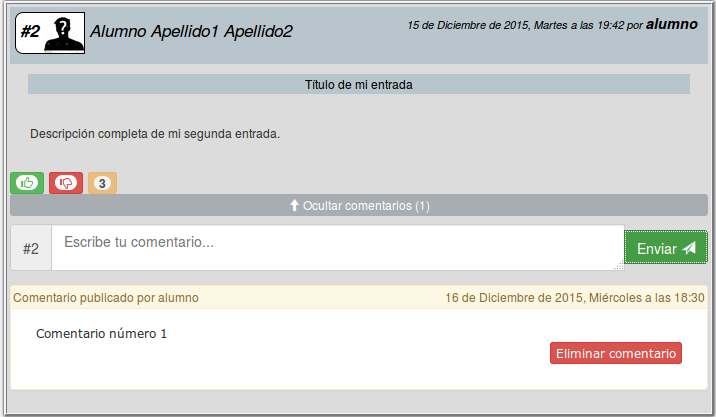 #2 Alumno Apellido1 Apellido2
15 de Diciembre de 2015, Martes a las 19:42 por alumno
Título de mi entrada
Descripción completa de mi segunda entrada.
3
Ocultar comentarios (1)
#2 Escribe tu comentario... Enviar
Comentario publicado por alumno 16 de Diciembre de 2015, Miércoles a las 18:30
Comentario número 1
Eliminar comentario